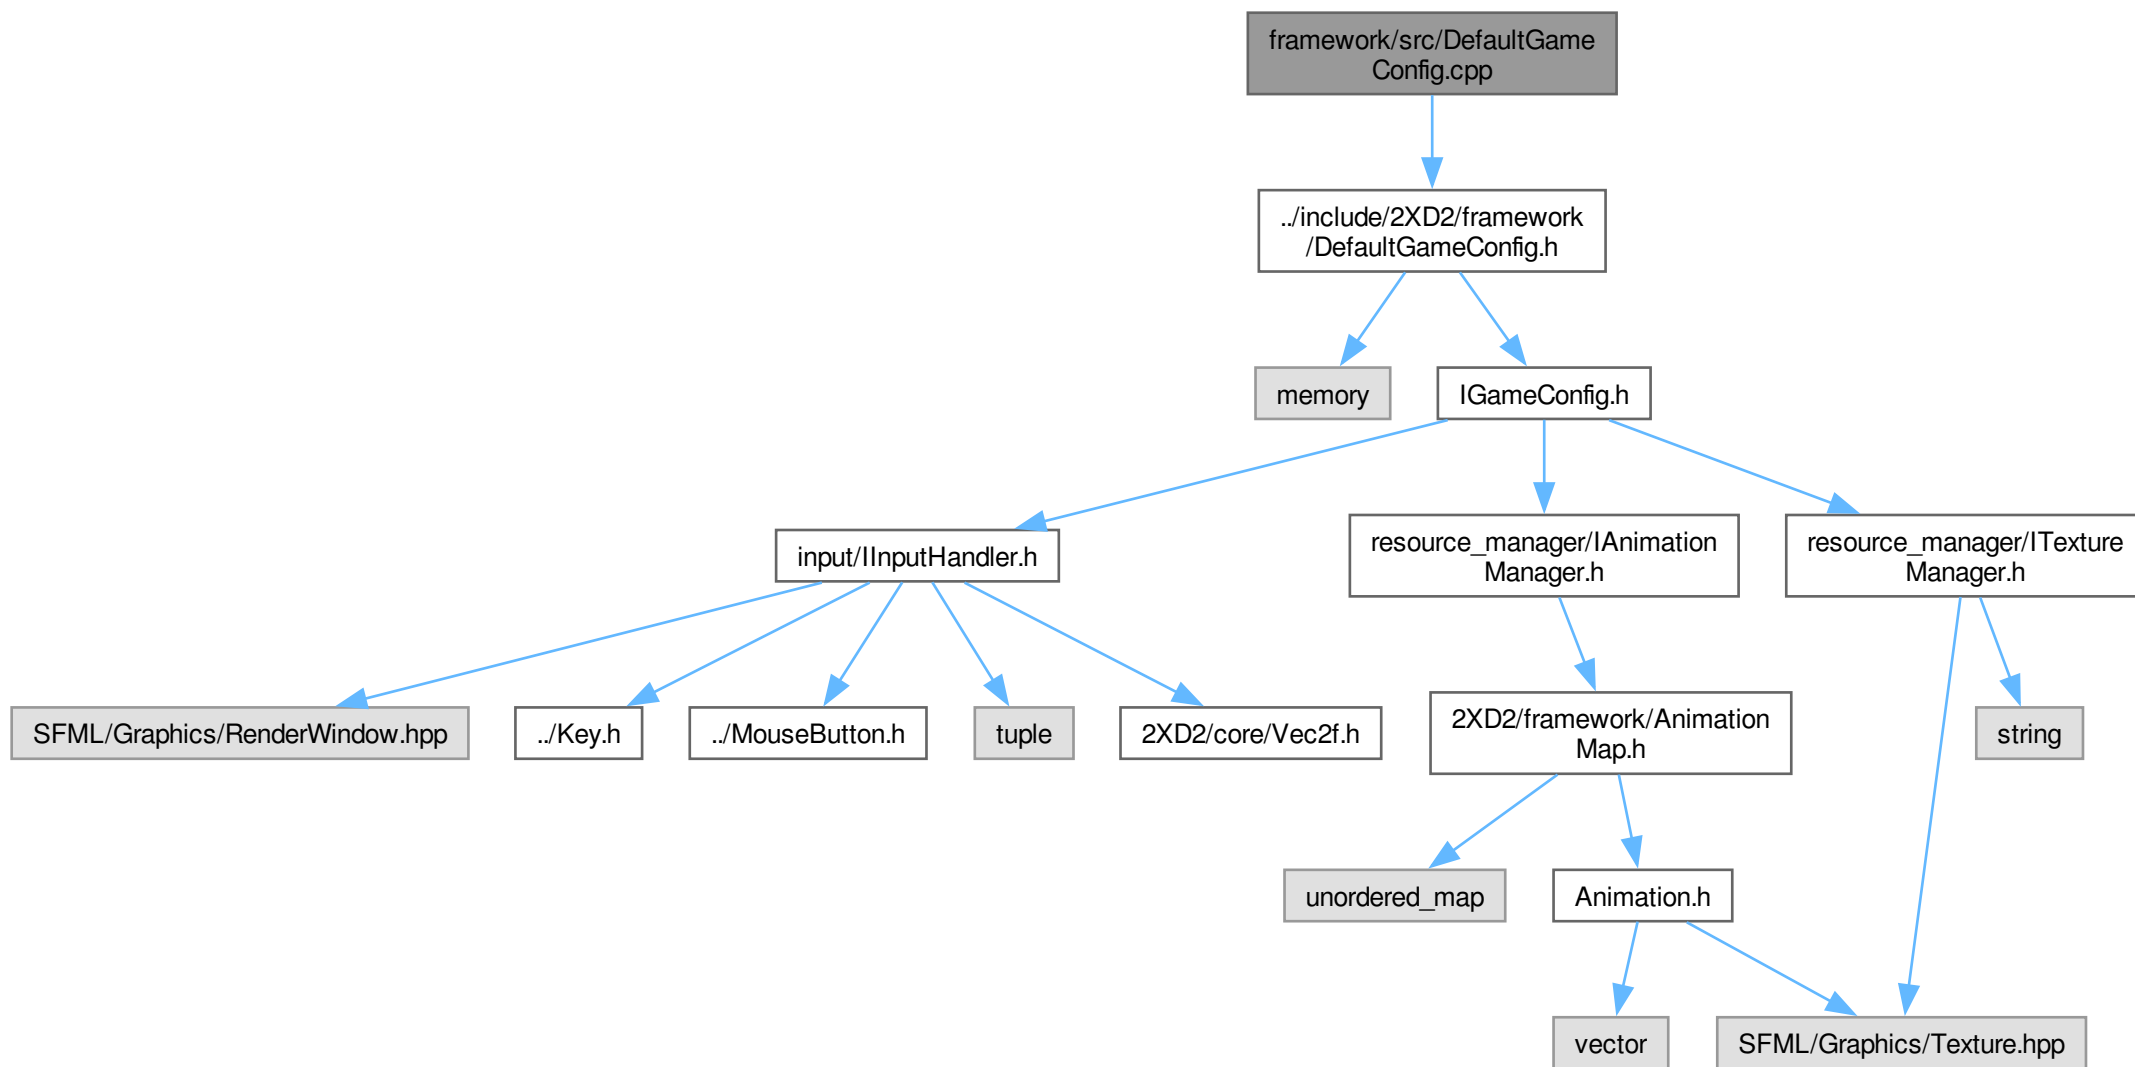 framework/src/DefaultGame
Config.cpp
../include/2XD2/framework
/DefaultGameConfig.h
memory
IGameConfig.h
input/IInputHandler.h
resource_manager/IAnimation
Manager.h
resource_manager/ITexture
Manager.h
SFML/Graphics/RenderWindow.hpp
../Key.h
../MouseButton.h
tuple
2XD2/core/Vec2f.h
2XD2/framework/Animation
Map.h
string
unordered_map
Animation.h
vector
SFML/Graphics/Texture.hpp